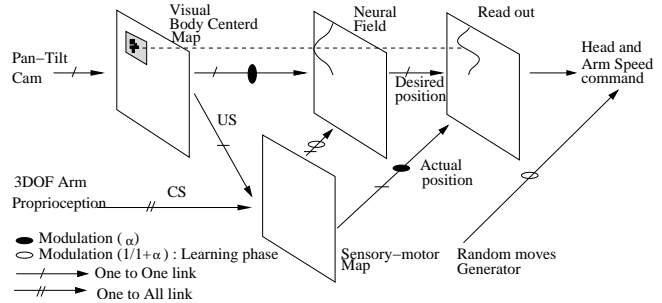 Visual
Body Centerd
Map
Neural
Field
Read out
Pan-Tilt
Cam
Head and
Arm Speed
command
Desired
position
US
3DOF Arm
Proprioception
CS
Actual
position
Modulation (α)
Modulation (1/1+α) : Learning phase
One to One link
One to All link
Sensory-motor
Map
Random moves
Generator